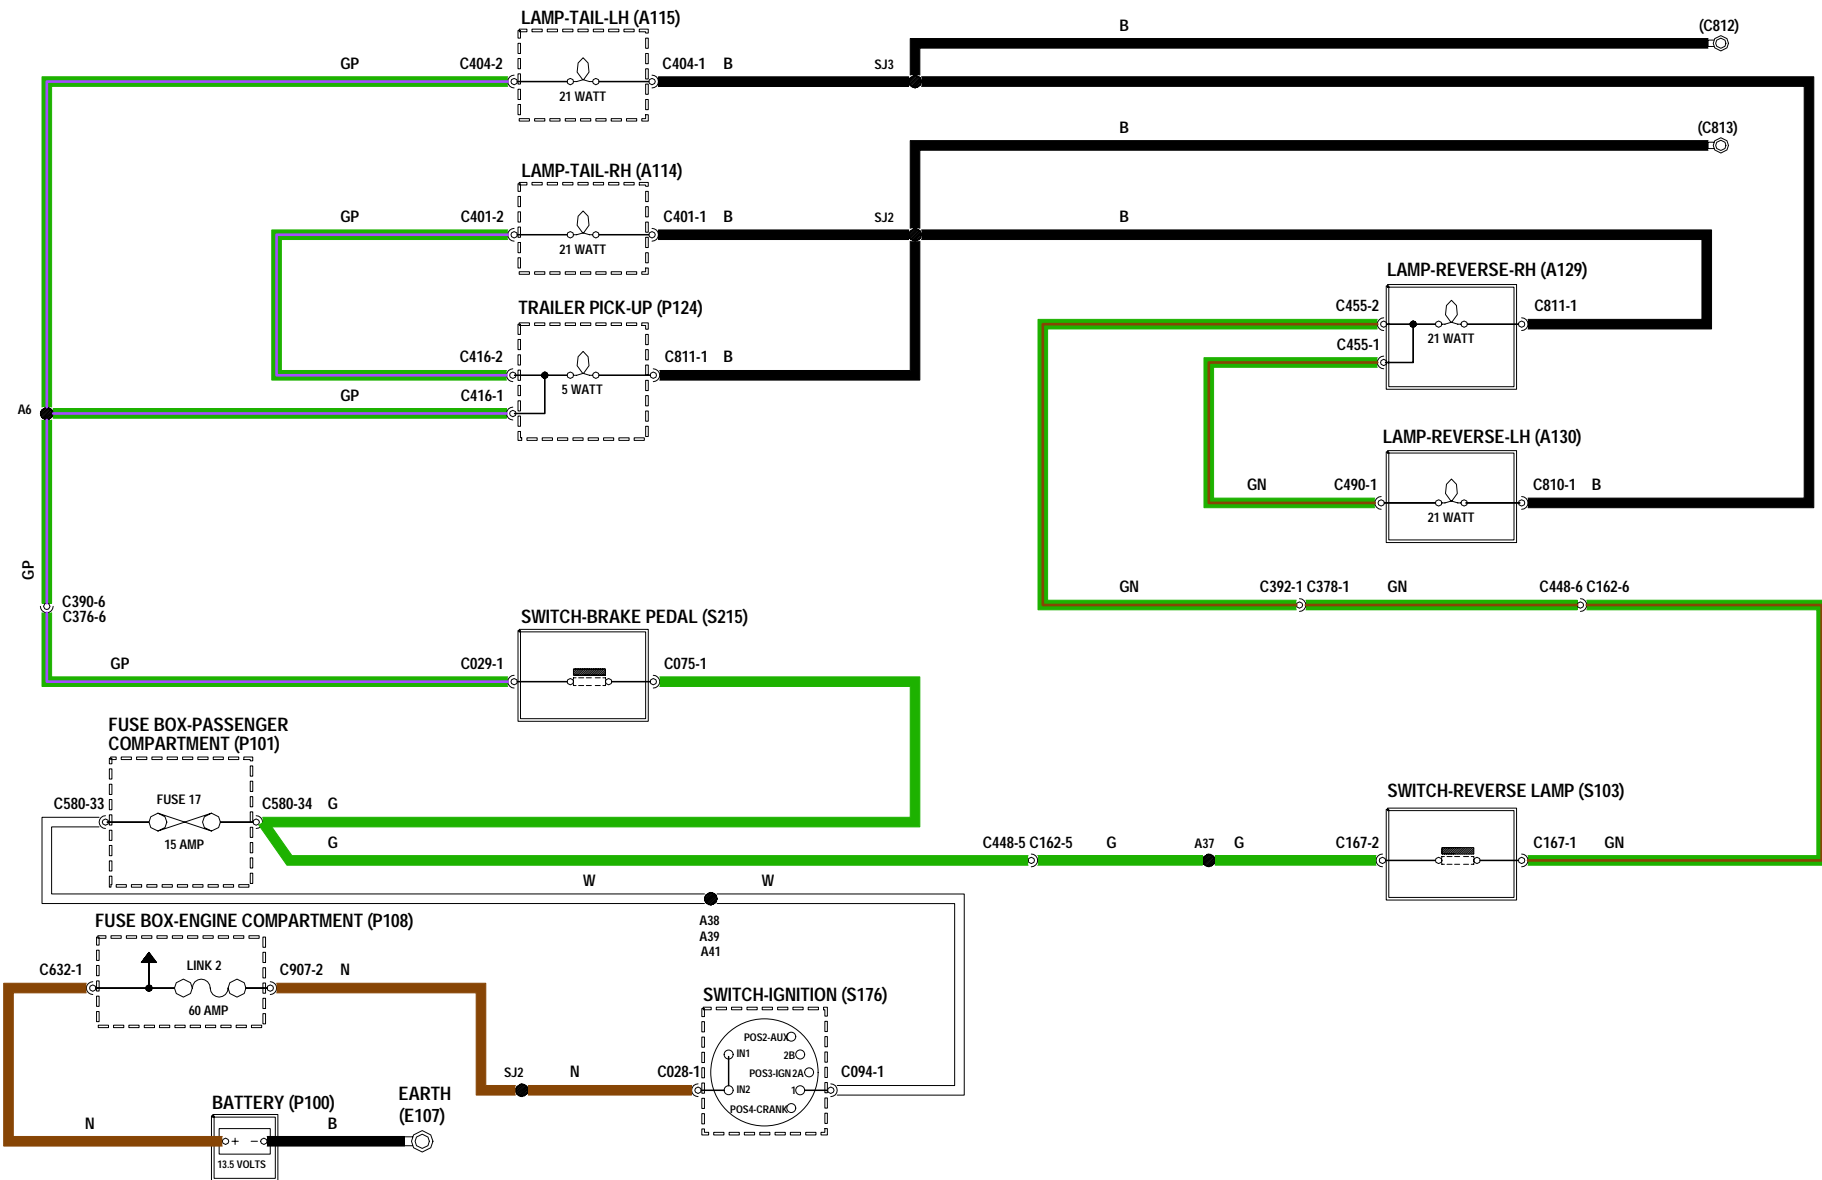 LAMP-TAIL-LH (A115)
B
(C812)
GP
C404-2
C404-1 B
SJ3
21 WATT
B
(C813)
LAMP-TAIL-RH (A114)
GP
C401-2
C401-1 B
SJ2
B
21 WATT
LAMP-REVERSE-RH (A129)
TRAILER PICK-UP (P124)
C455-2
C811-1
21 WATT
C455-1
C416-2
C811-1 B
5 WATT
GP
C416-1
A6
LAMP-REVERSE-LH (A130)
GN
C490-1
C810-1 B
21 WATT
GP
GN
C392-1 C378-1
GN
C448-6 C162-6
C390-6
C376-6
SWITCH-BRAKE PEDAL (S215)
GP
C029-1
C075-1
FUSE BOX-PASSENGER
COMPARTMENT (P101)
SWITCH-REVERSE LAMP (S103)
C580-33
FUSE 17
C580-34 G
15 AMP
G
C448-5 C162-5
G
A37
G
C167-2
C167-1
GN
W
W
A38
A39
A41
FUSE BOX-ENGINE COMPARTMENT (P108)
C632-1
LINK 2
C907-2 N
60 AMP
SWITCH-IGNITION (S176)
POS2-AUX
IN1
2B
POS3-IGN 2A
SJ2
N
C028-1
IN2
1
C094-1
POS4-CRANK
BATTERY (P100)
EARTH
(E107)
N
B
+ -
13.5 VOLTS